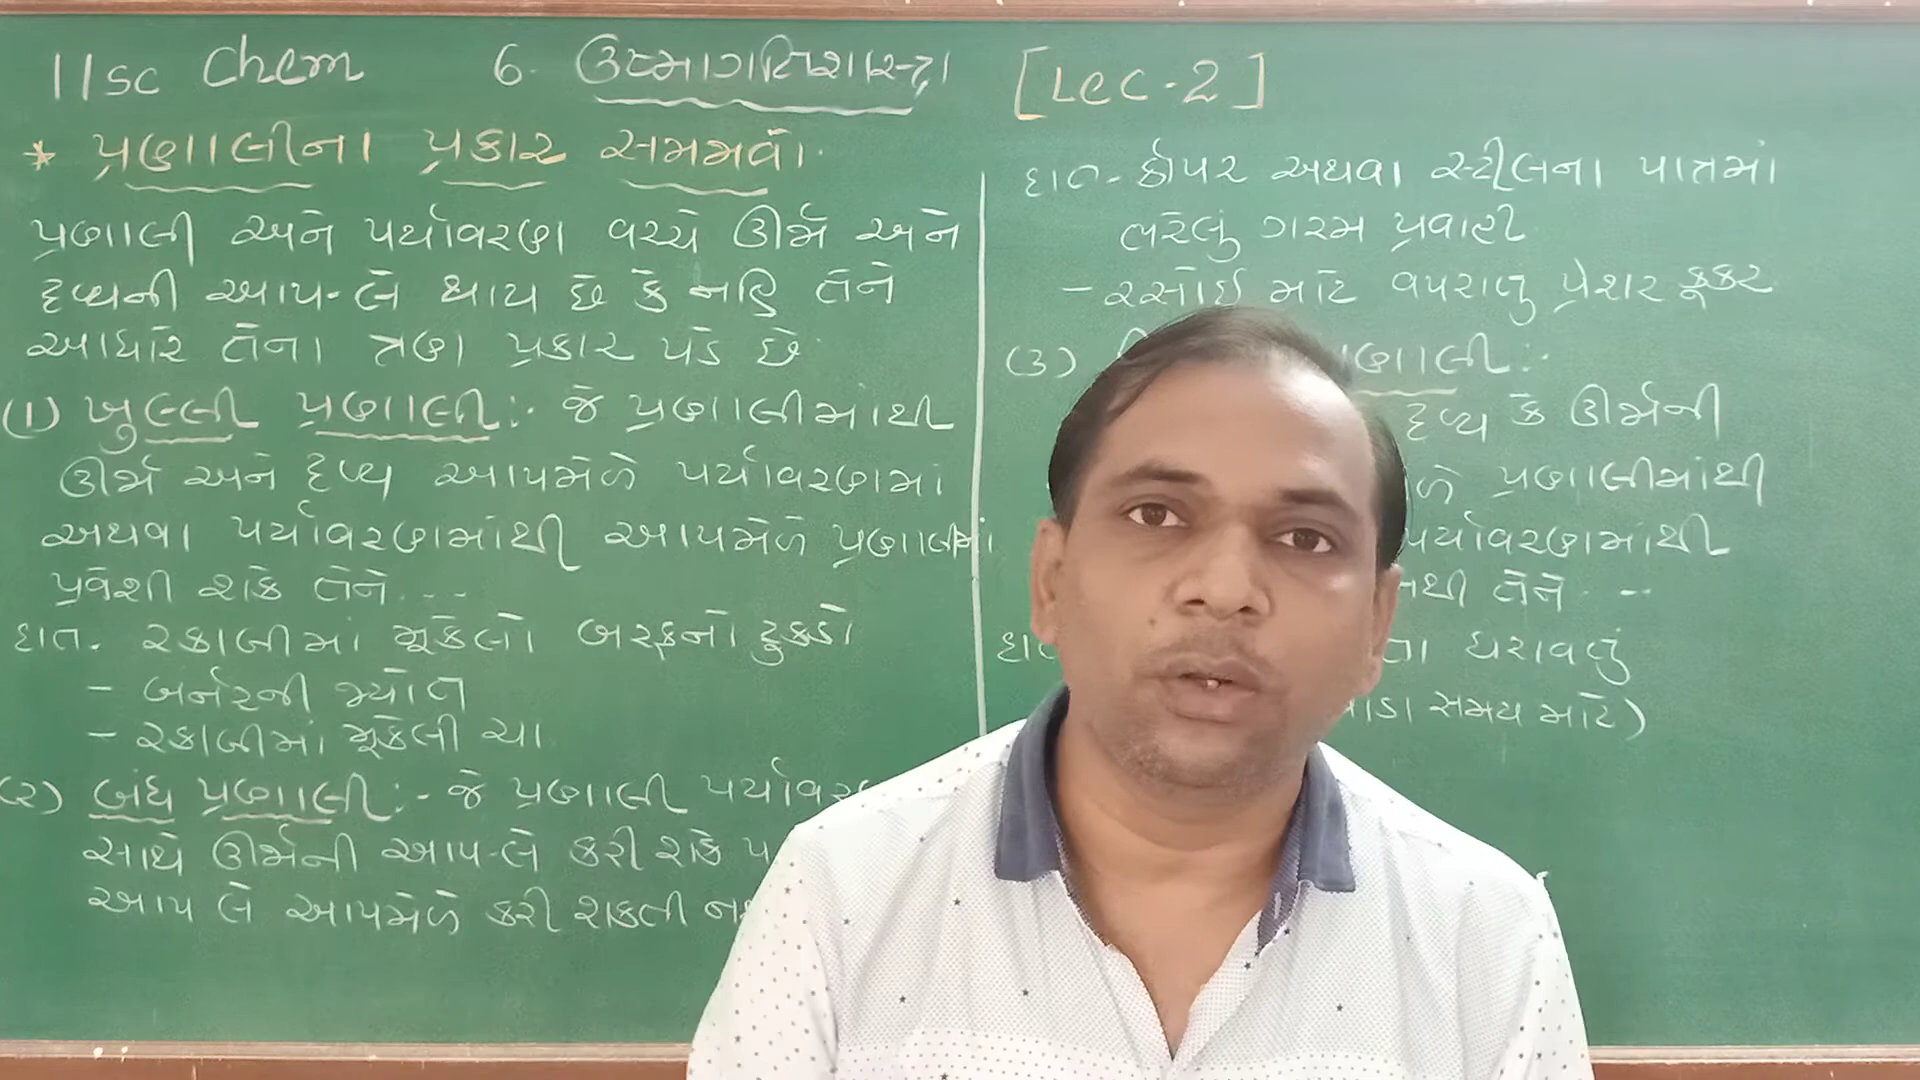 11sc Chem 6. ઉષ્માગતિશાસ્ત્ર [Lec-2]
* પ્રણાલીના પ્રકાર સમજાવો.
પ્રણાલી અને પર્યાવરણ વચ્ચે ઊર્જા અને
દ્રવ્યની આપ-લે થાય છે કે નહિ તેને
આધારે તેના ત્રણ પ્રકાર પડે છે.
(1) ખુલ્લી પ્રણાલી:- જે પ્રણાલીમાંથી
ઊર્જા અને દ્રવ્ય આપમેળે પર્યાવરણમાં
અથવા પર્યાવરણમાંથી આપમેળે પ્રણાલીમાં
પ્રવેશી શકે તેને ...
દા.ત. રકાબીમાં મૂકેલો બરફનો ટુકડો
- બર્નરની જ્યોત
- રકાબીમાં મૂકેલી ચા
(૨) બંધ પ્રણાલી:- જે પ્રણાલી
સાથે ઊર્જાની આપ-લે કરી શકે
આપ લે આપમેળે કરી શકતી
દા.ત.- કોપર અથવા સ્ટીલના પાત્રમાં
ભરેલું ગરમ પ્રવાહી
- રસોઈ માટે વપરાતું પ્રેશર કૂકર
(૩)
દ્રવ્ય કે ઊર્જાની
પ્રણાલીમાંથી
પર્યાવરણમાંથી
તેને ...
ધરાવતું
સમય માટે)